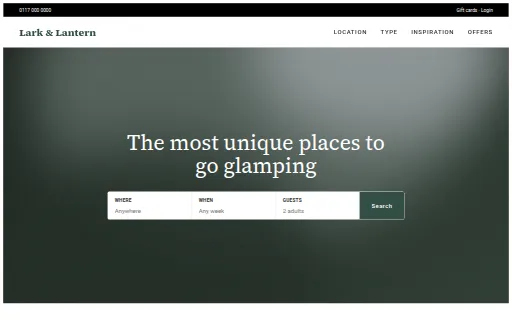 0117 000 0000
Gift cards · Login
Lark & Lantern
LOCATION TYPE INSPIRATION OFFERS
The most unique places to
go glamping
WHERE WHEN GUESTS
Anywhere Any week 2 adults
Search